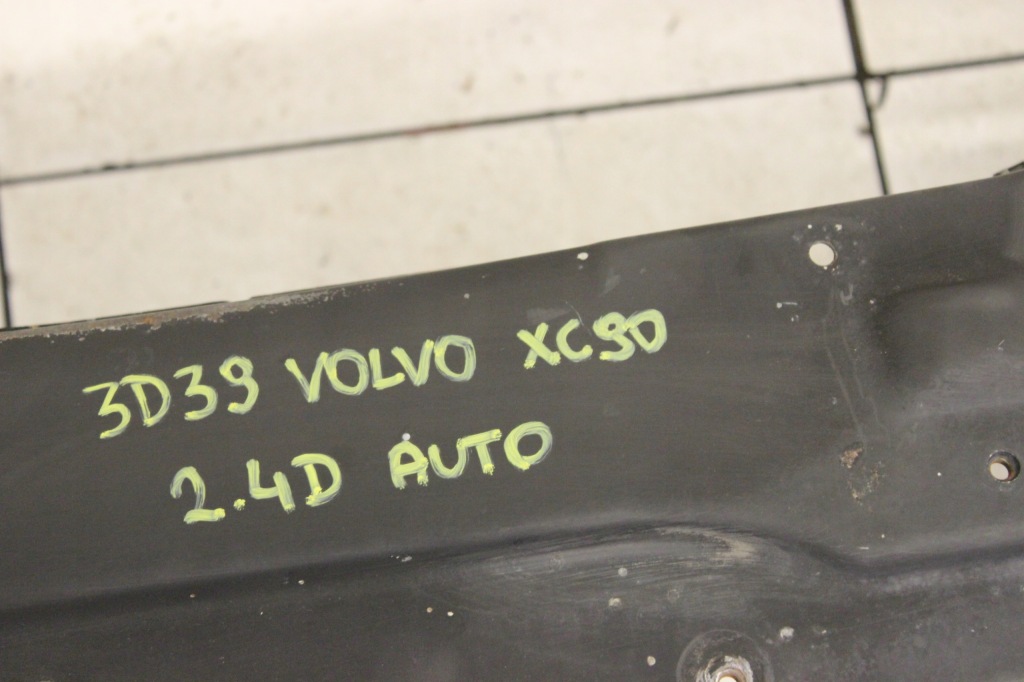 3D39 VOLVO XC90
2.4D AUTO